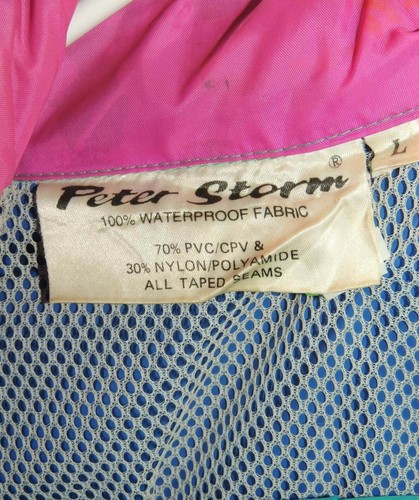 Peter Storm®
L
100% WATERPROOF FABRIC
70% PVC/CPV &
30% NYLON/POLYAMIDE
ALL TAPED SEAMS